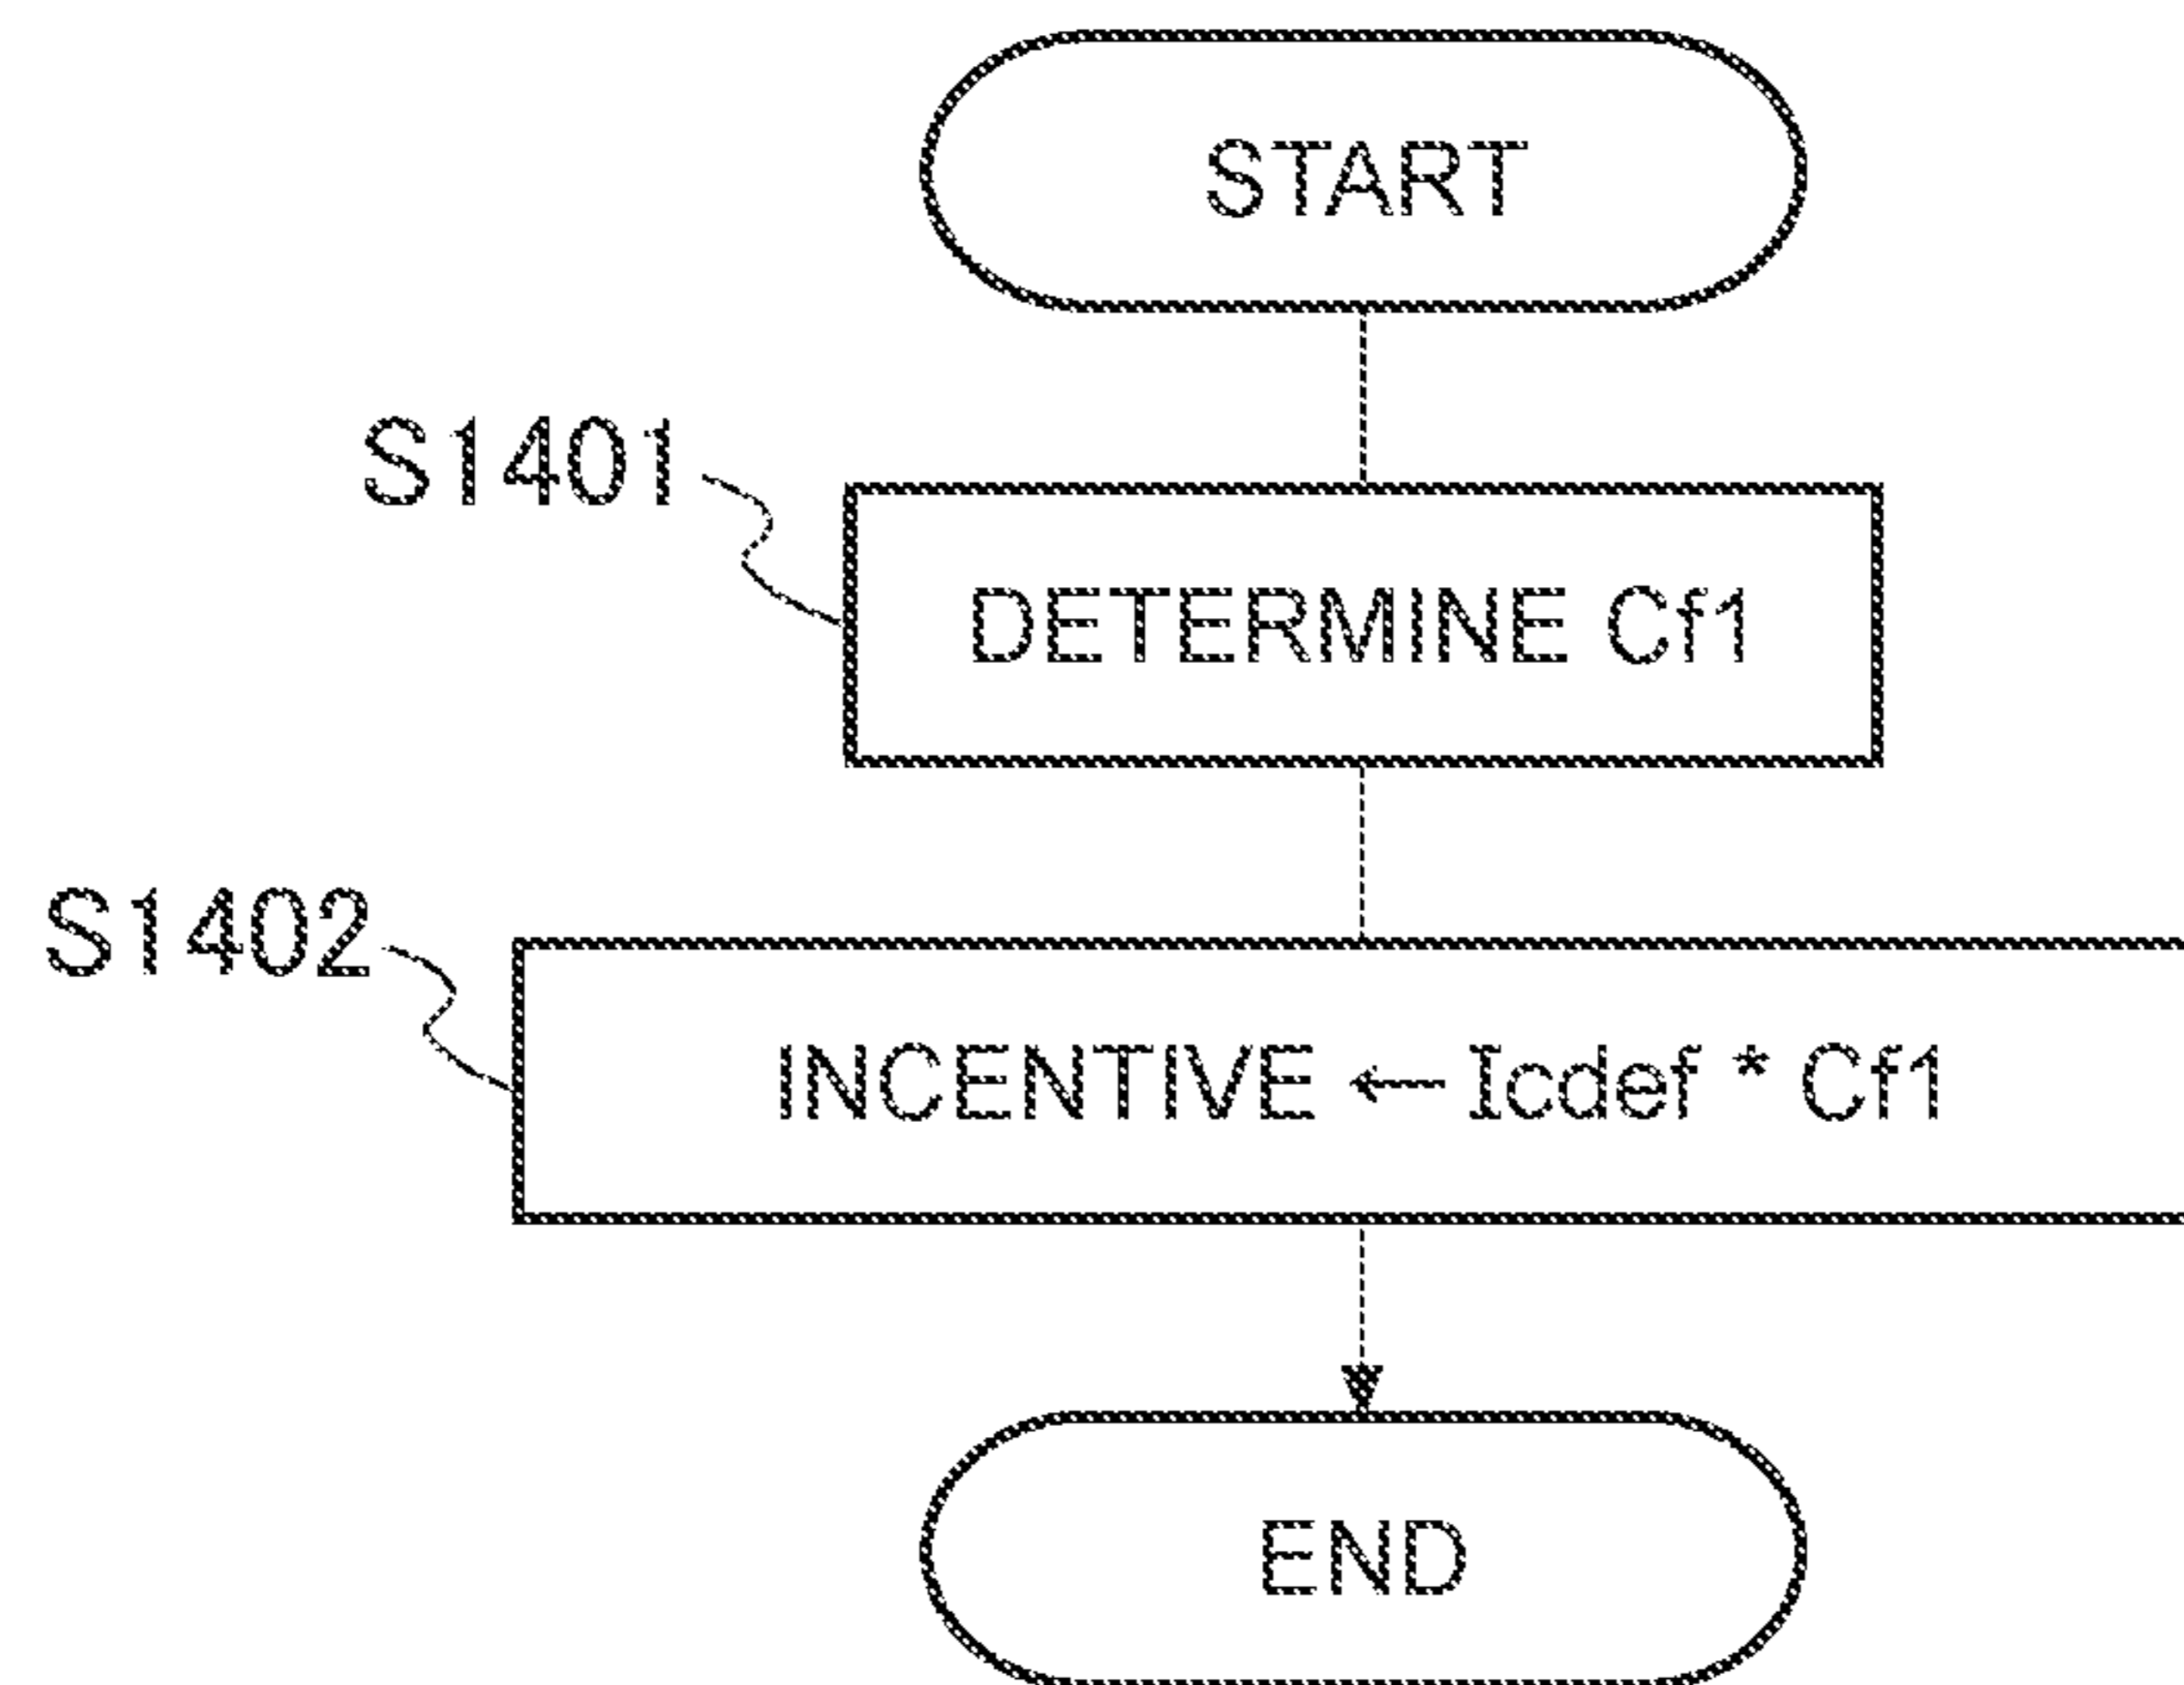 START
S1401
DETERMINE Cf1
S1402
INCENTIVE ← Icdef * Cf1
END